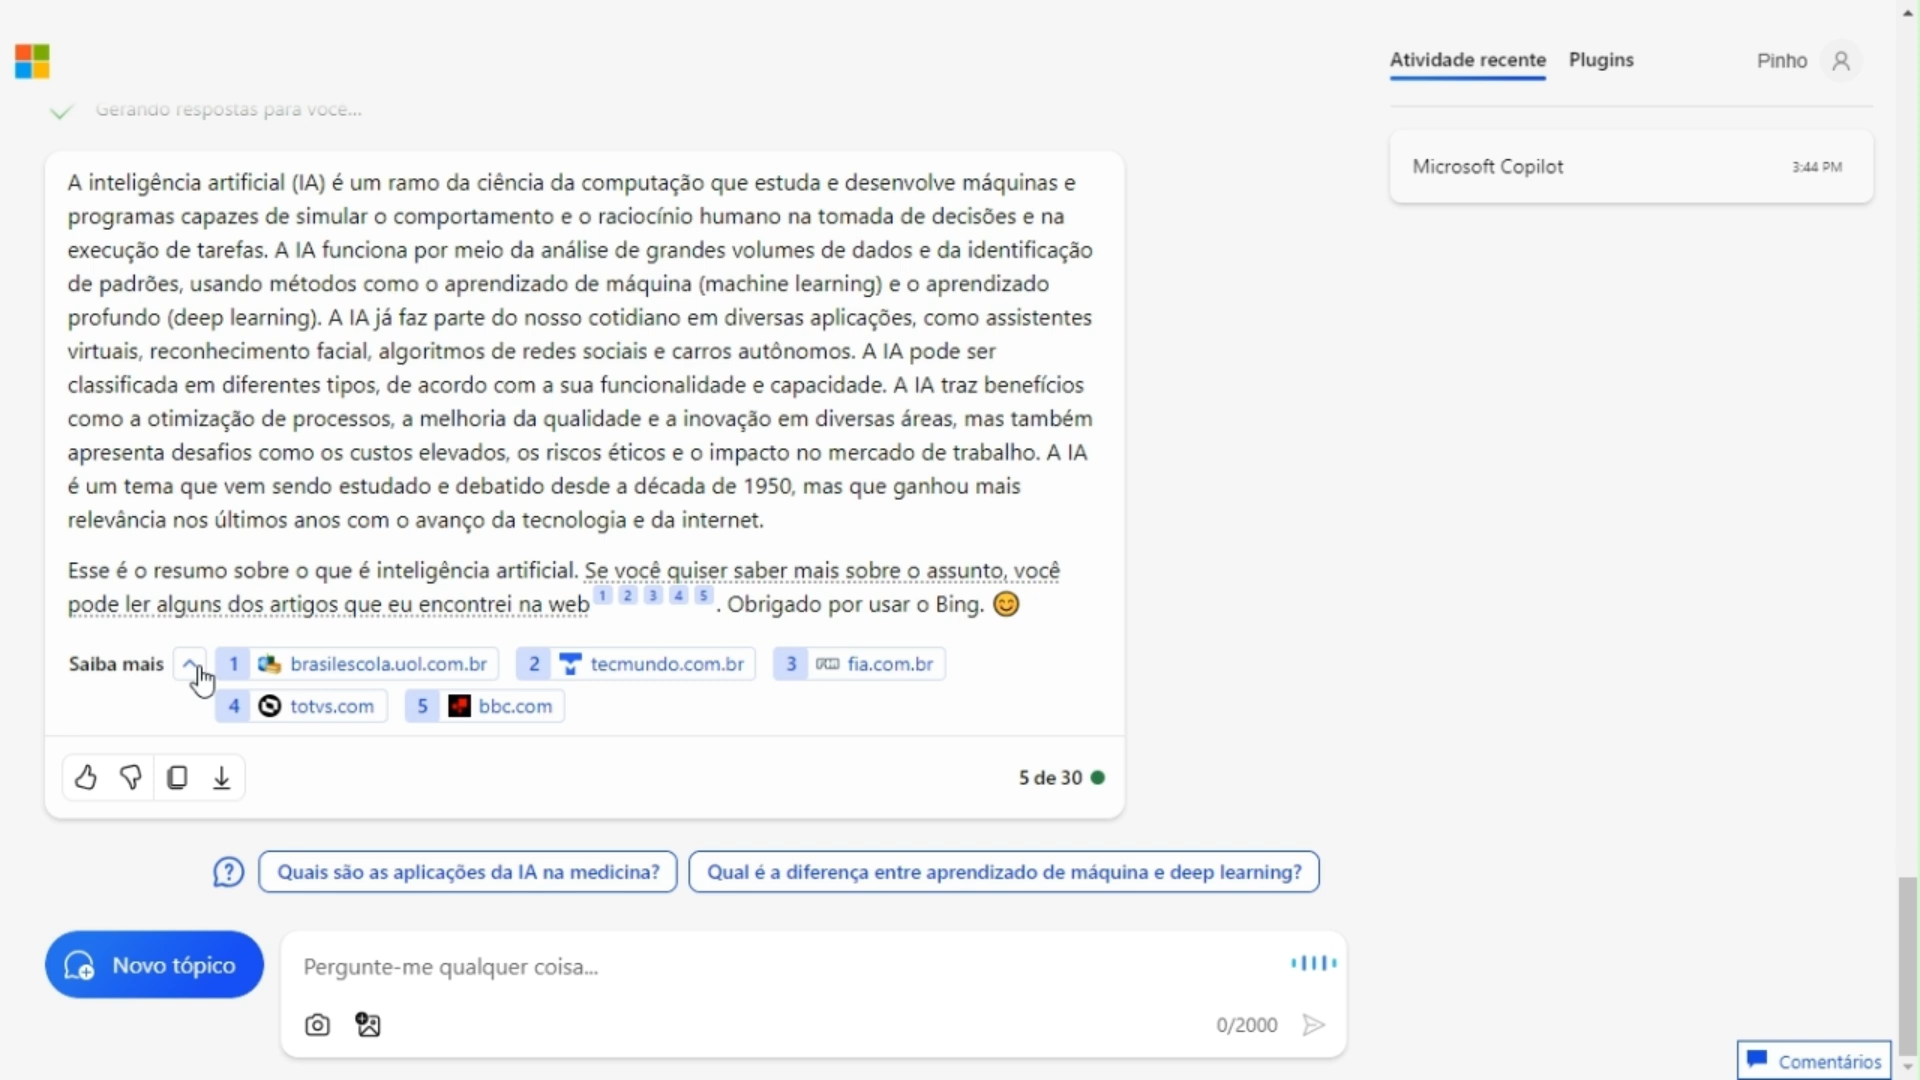 Atividade recente Plugins Pinho
Gerando respostas para você...
Microsoft Copilot 3:44 PM
A inteligência artificial (IA) é um ramo da ciência da computação que estuda e desenvolve máquinas e
programas capazes de simular o comportamento e o raciocínio humano na tomada de decisões e na
execução de tarefas. A IA funciona por meio da análise de grandes volumes de dados e da identificação
de padrões, usando métodos como o aprendizado de máquina (machine learning) e o aprendizado
profundo (deep learning). A IA já faz parte do nosso cotidiano em diversas aplicações, como assistentes
virtuais, reconhecimento facial, algoritmos de redes sociais e carros autônomos. A IA pode ser
classificada em diferentes tipos, de acordo com a sua funcionalidade e capacidade. A IA traz benefícios
como a otimização de processos, a melhoria da qualidade e a inovação em diversas áreas, mas também
apresenta desafios como os custos elevados, os riscos éticos e o impacto no mercado de trabalho. A IA
é um tema que vem sendo estudado e debatido desde a década de 1950, mas que ganhou mais
relevância nos últimos anos com o avanço da tecnologia e da internet.
Esse é o resumo sobre o que é inteligência artificial. Se você quiser saber mais sobre o assunto, você
pode ler alguns dos artigos que eu encontrei na web 1 2 3 4 5 . Obrigado por usar o Bing. 😊
Saiba mais 1 brasilescola.uol.com.br 2 tecmundo.com.br 3 fia.com.br
4 totvs.com 5 bbc.com
5 de 30
Quais são as aplicações da IA na medicina? Qual é a diferença entre aprendizado de máquina e deep learning?
Novo tópico
Pergunte-me qualquer coisa...
0/2000
Comentários